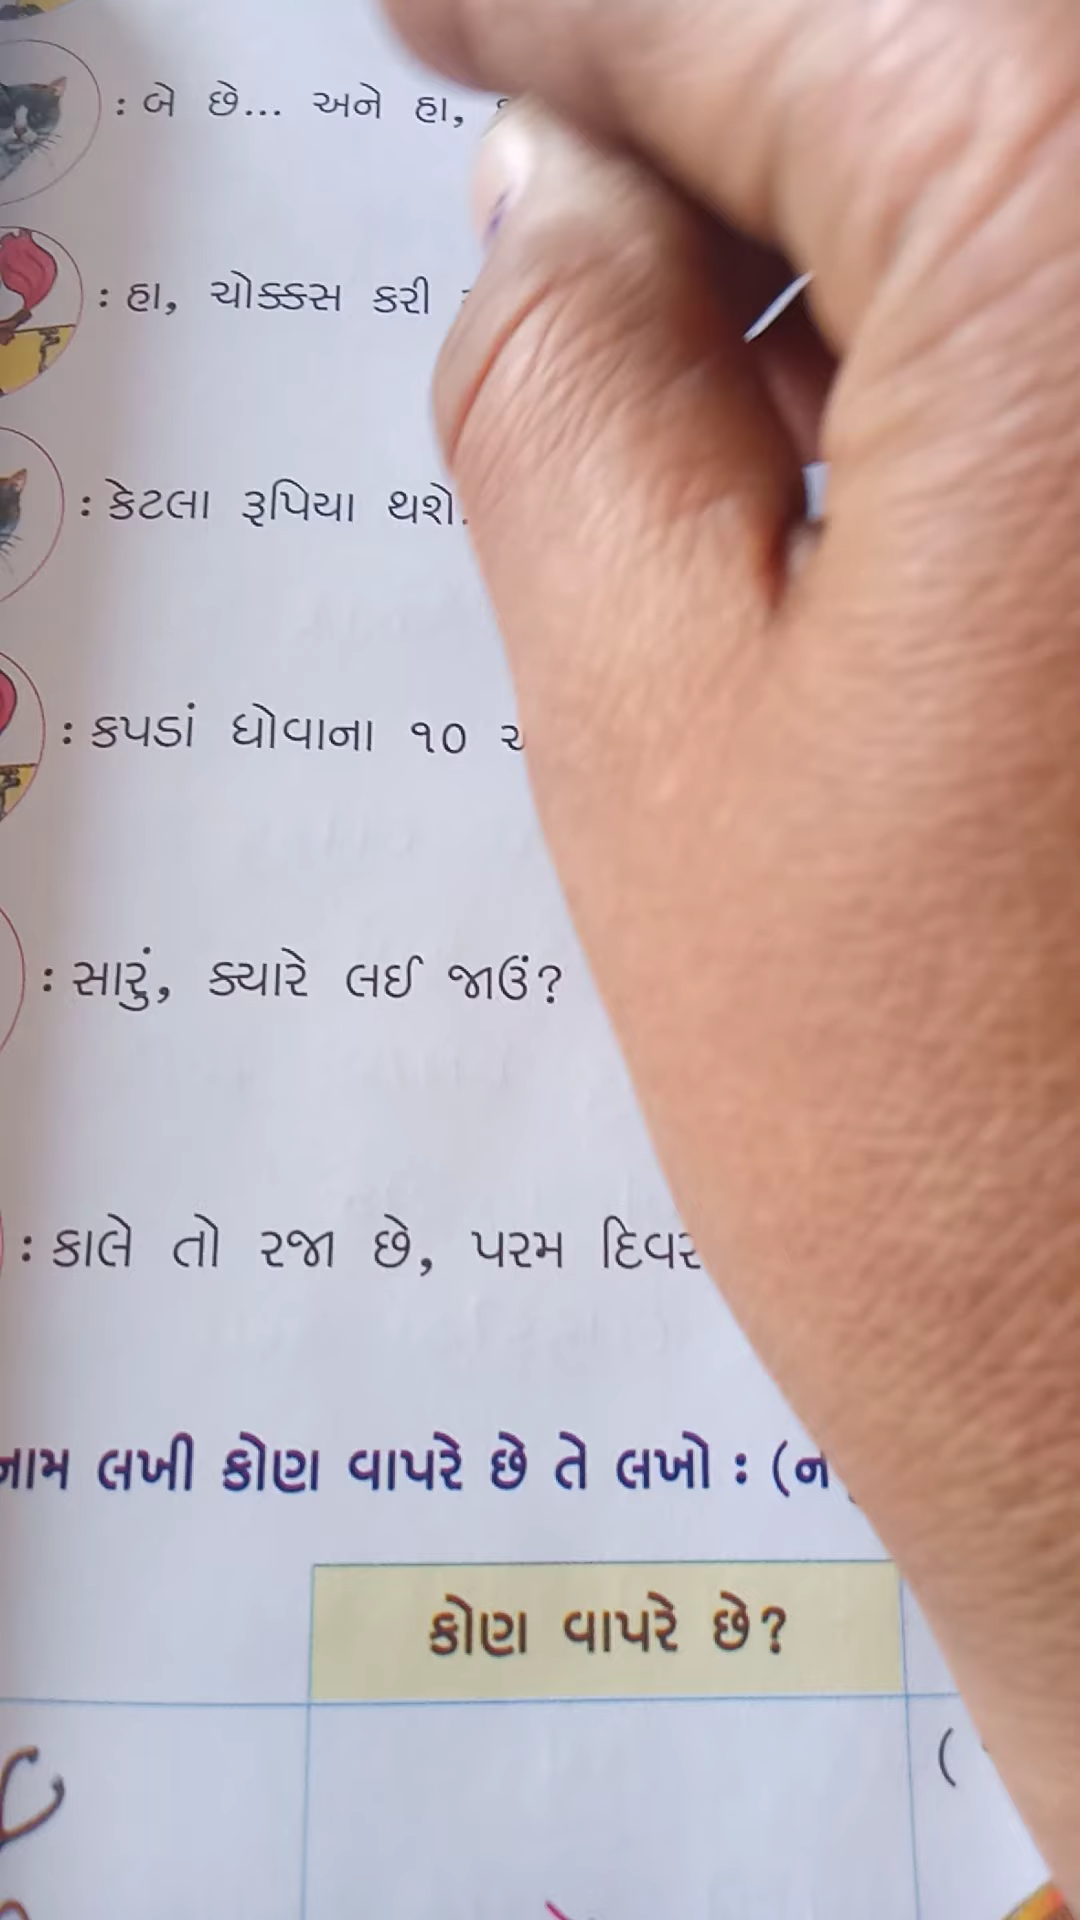 : બે છે... અને હા,
: હા, ચોક્કસ કરી
: કેટલા રૂપિયા થશે.
: કપડાં ધોવાના ૧૦
: સારું, ક્યારે લઈ જાઉં?
: કાલે તો રજા છે, પરમ
નામ લખી કોણ વાપરે છે તે લખો : (
કોણ વાપરે છે?
(